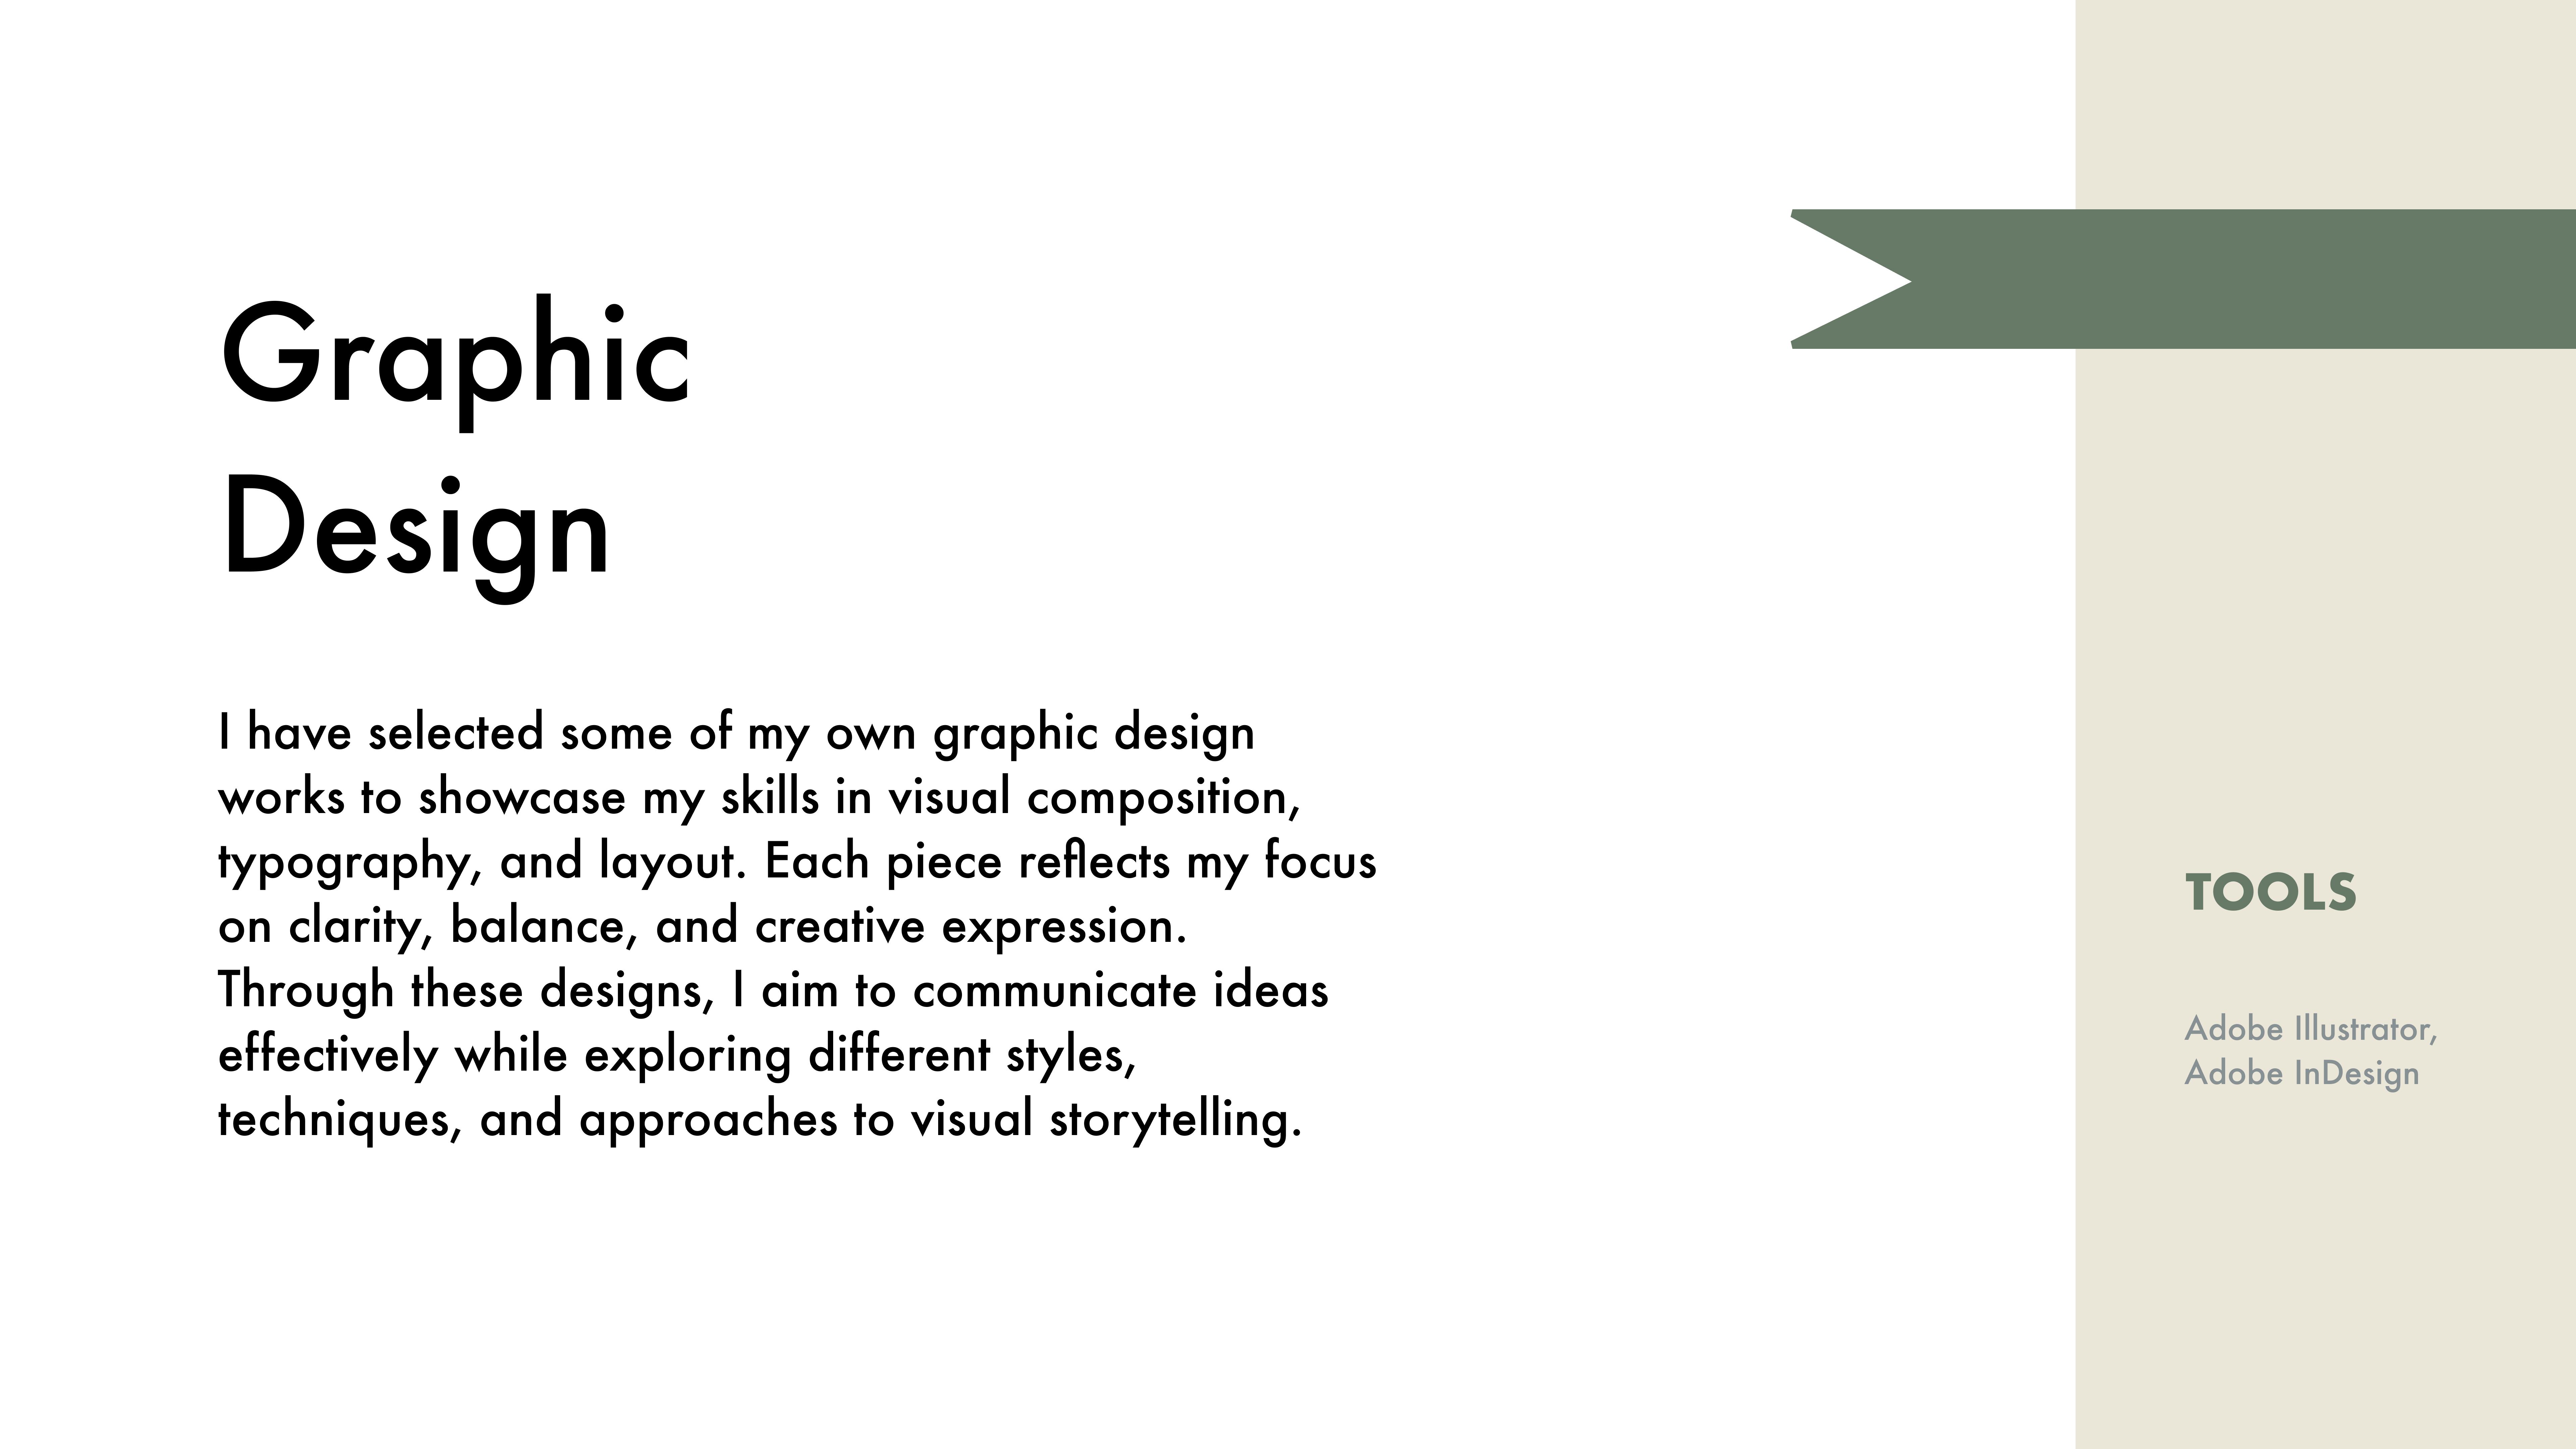 Graphic
Design
I have selected some of my own graphic design
works to showcase my skills in visual composition,
typography, and layout. Each piece reflects my focus
on clarity, balance, and creative expression.
Through these designs, I aim to communicate ideas
effectively while exploring different styles,
techniques, and approaches to visual storytelling.
TOOLS
Adobe Illustrator,
Adobe InDesign